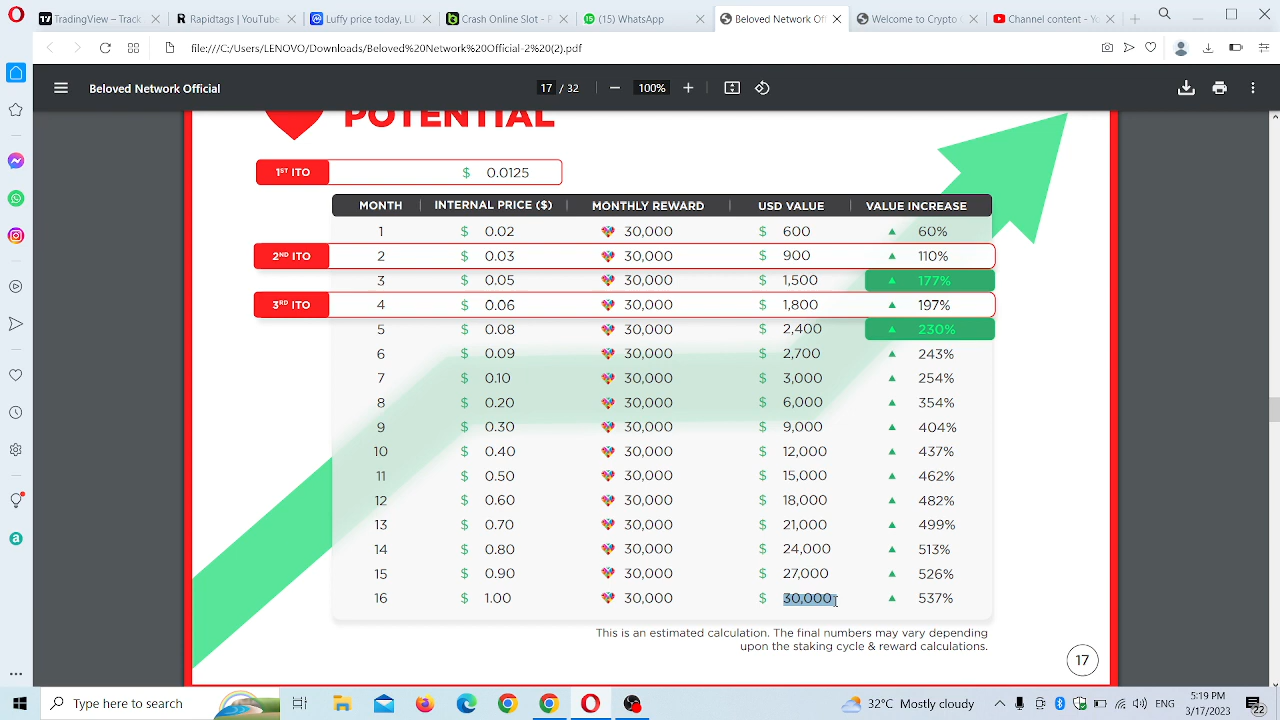 TradingView – Track
Rapidtags | YouTube
Luffy price today, LU
Crash Online Slot - P
(15) WhatsApp
Beloved Network Of
Welcome to Crypto
Channel content - Yo
file:///C:/Users/LENOVO/Downloads/Beloved%20Network%20Official-2%20(2).pdf
Beloved Network Official
17 / 32
100%
POTENTIAL
1ST ITO $ 0.0125
MONTH | INTERNAL PRICE ($) | MONTHLY REWARD | USD VALUE | VALUE INCREASE
1 $ 0.02 30,000 $ 600 ▲ 60%
2ND ITO 2 $ 0.03 30,000 $ 900 ▲ 110%
3 $ 0.05 30,000 $ 1,500 ▲ 177%
3RD ITO 4 $ 0.06 30,000 $ 1,800 ▲ 197%
5 $ 0.08 30,000 $ 2,400 ▲ 230%
6 $ 0.09 30,000 $ 2,700 ▲ 243%
7 $ 0.10 30,000 $ 3,000 ▲ 254%
8 $ 0.20 30,000 $ 6,000 ▲ 354%
9 $ 0.30 30,000 $ 9,000 ▲ 404%
10 $ 0.40 30,000 $ 12,000 ▲ 437%
11 $ 0.50 30,000 $ 15,000 ▲ 462%
12 $ 0.60 30,000 $ 18,000 ▲ 482%
13 $ 0.70 30,000 $ 21,000 ▲ 499%
14 $ 0.80 30,000 $ 24,000 ▲ 513%
15 $ 0.90 30,000 $ 27,000 ▲ 526%
16 $ 1.00 30,000 $ 30,000 ▲ 537%
This is an estimated calculation. The final numbers may vary depending
upon the staking cycle & reward calculations.
17
Type here to search
32°C Mostly cloudy
ENG
5:19 PM
3/17/2023
22